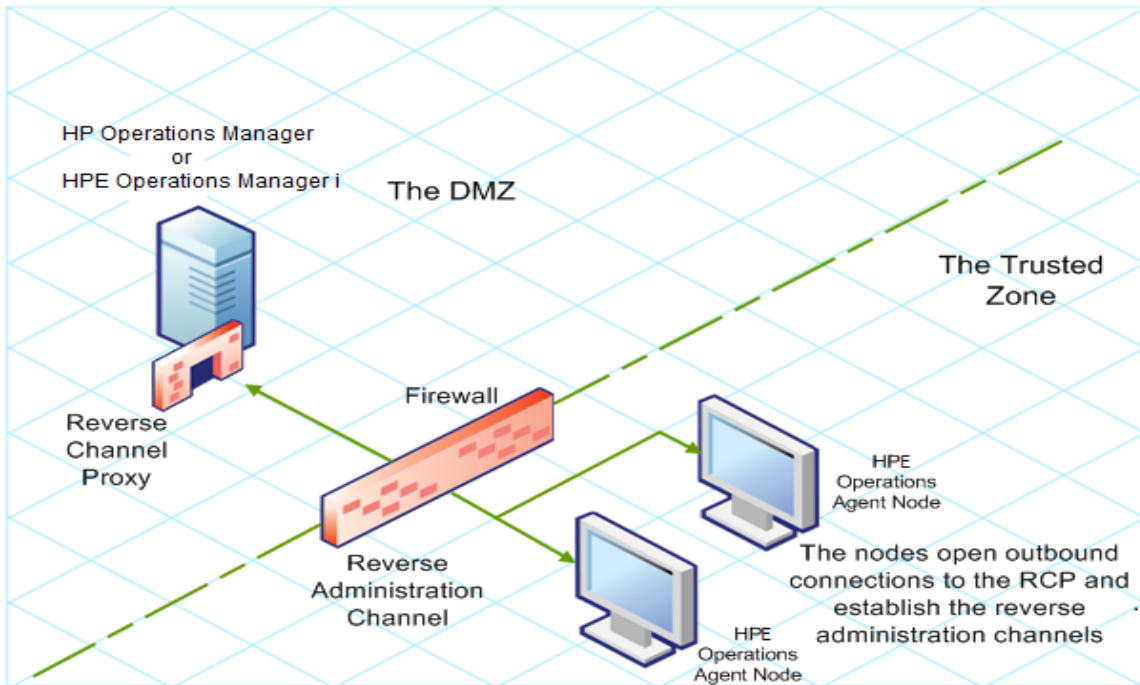 HP Operations Manager
or
HPE Operations Manager i
The DMZ
The Trusted
Zone
Firewall
Reverse
Channel
Proxy
HPE
Operations
Agent Node
Reverse
Administration
Channel
The nodes open outbound
connections to the RCP and
establish the reverse
administration channels
HPE
Operations
Agent Node